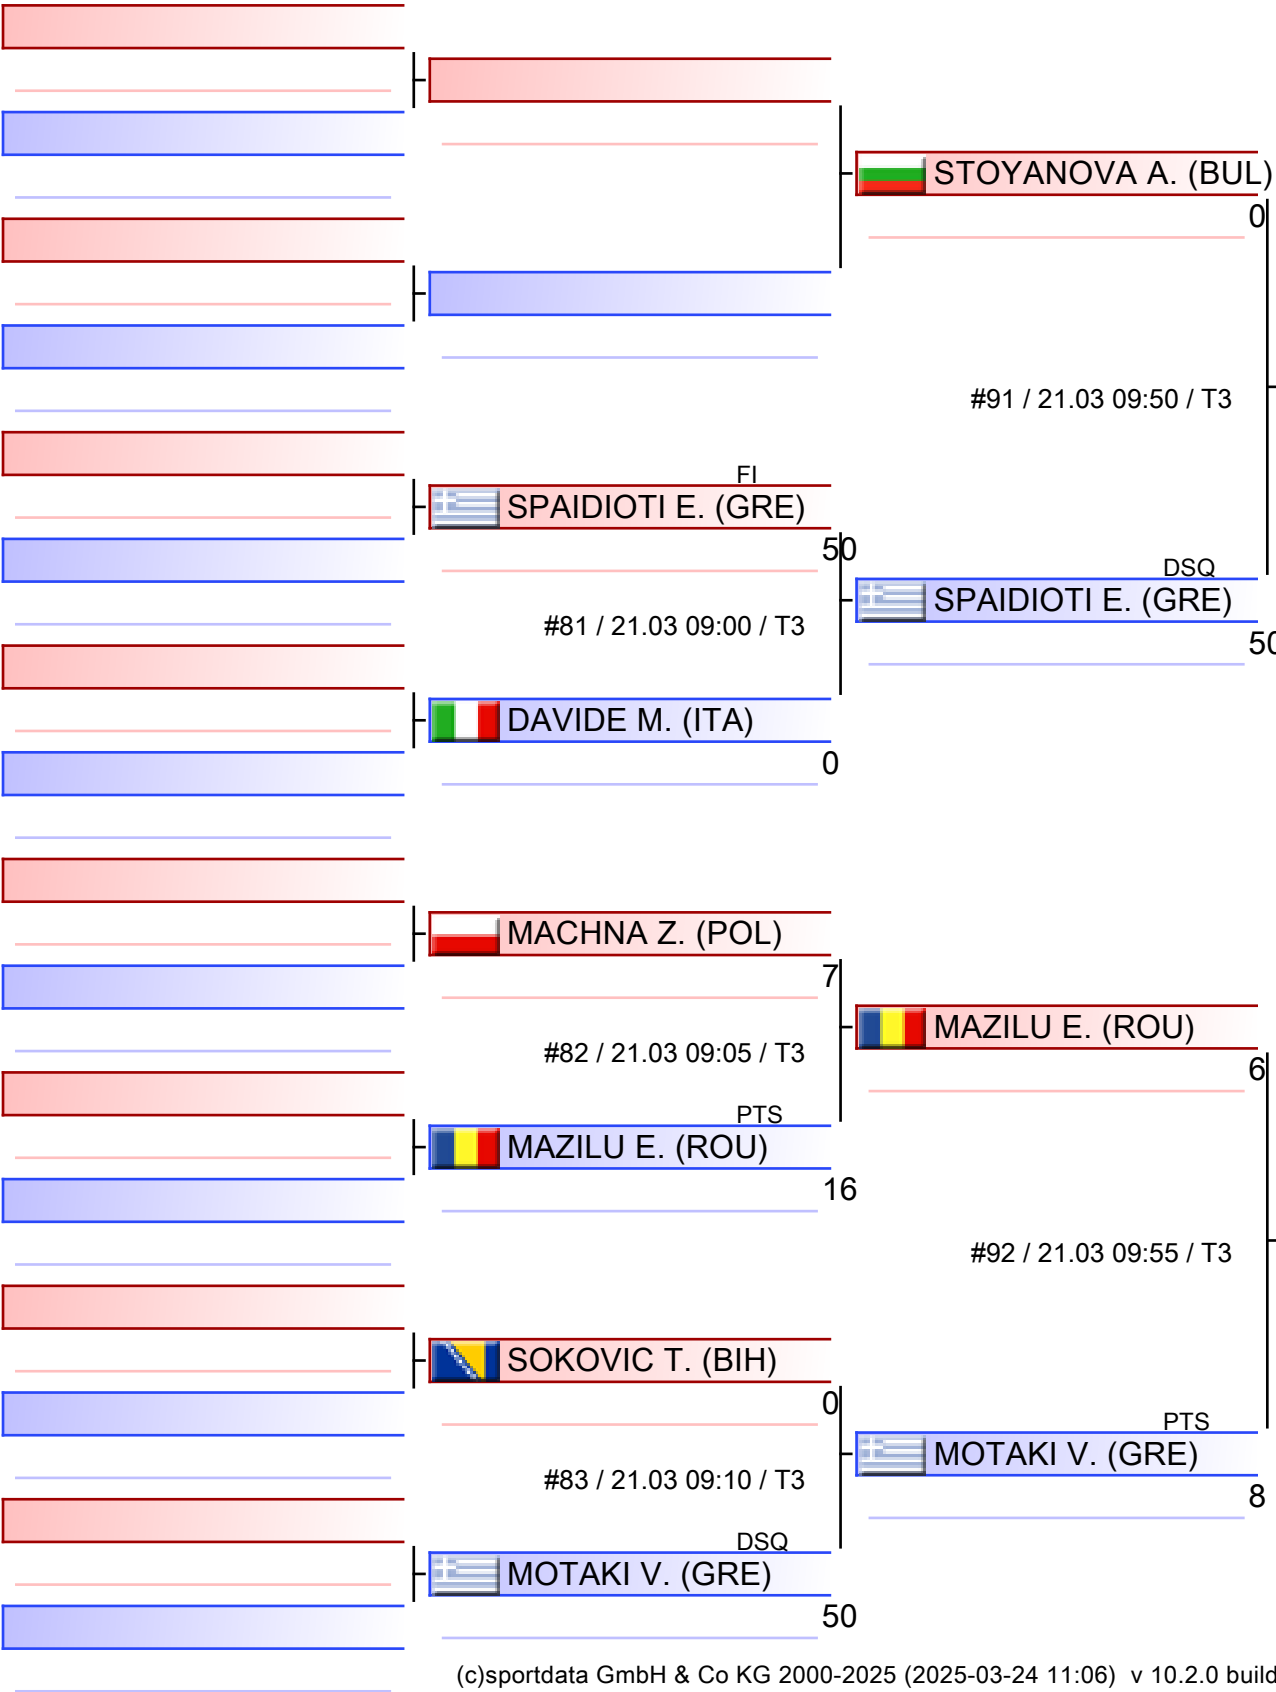 STOYANOVA A. (BUL)
0
#91 / 21.03 09:50 / T3
FI
SPAIDIOTI E. (GRE)
50
DSQ
SPAIDIOTI E. (GRE)
50
#81 / 21.03 09:00 / T3
DAVIDE M. (ITA)
0
MACHNA Z. (POL)
7
MAZILU E. (ROU)
6
#82 / 21.03 09:05 / T3
PTS
MAZILU E. (ROU)
16
#92 / 21.03 09:55 / T3
SOKOVIC T. (BIH)
0
PTS
MOTAKI V. (GRE)
8
#83 / 21.03 09:10 / T3
DSQ
MOTAKI V. (GRE)
50
(c)sportdata GmbH & Co KG 2000-2025 (2025-03-24 11:06) v 10.2.0 build